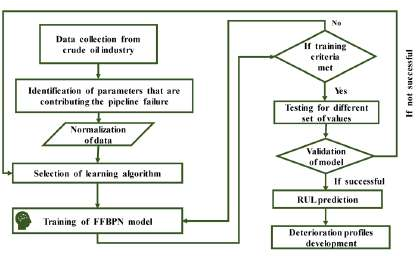 Data collection from
crude oil industry
Identification of parameters that are
contributing the pipeline failure
Normalization
of data
Selection of learning algorithm
Training of FFBPN model
No
If training
criteria
met
Yes
Testing for different
set of values
Validation
of model
If successful
RUL prediction
Deterioration profiles
development
If not successful